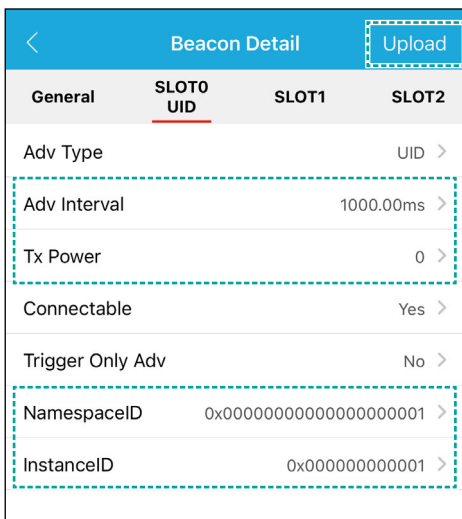 Beacon Detail Upload
General SLOT0 UID SLOT1 SLOT2
Adv Type UID
Adv Interval 1000.00ms
Tx Power 0
Connectable Yes
Trigger Only Adv No
NamespaceID 0x00000000000000000001
InstanceID 0x000000000001